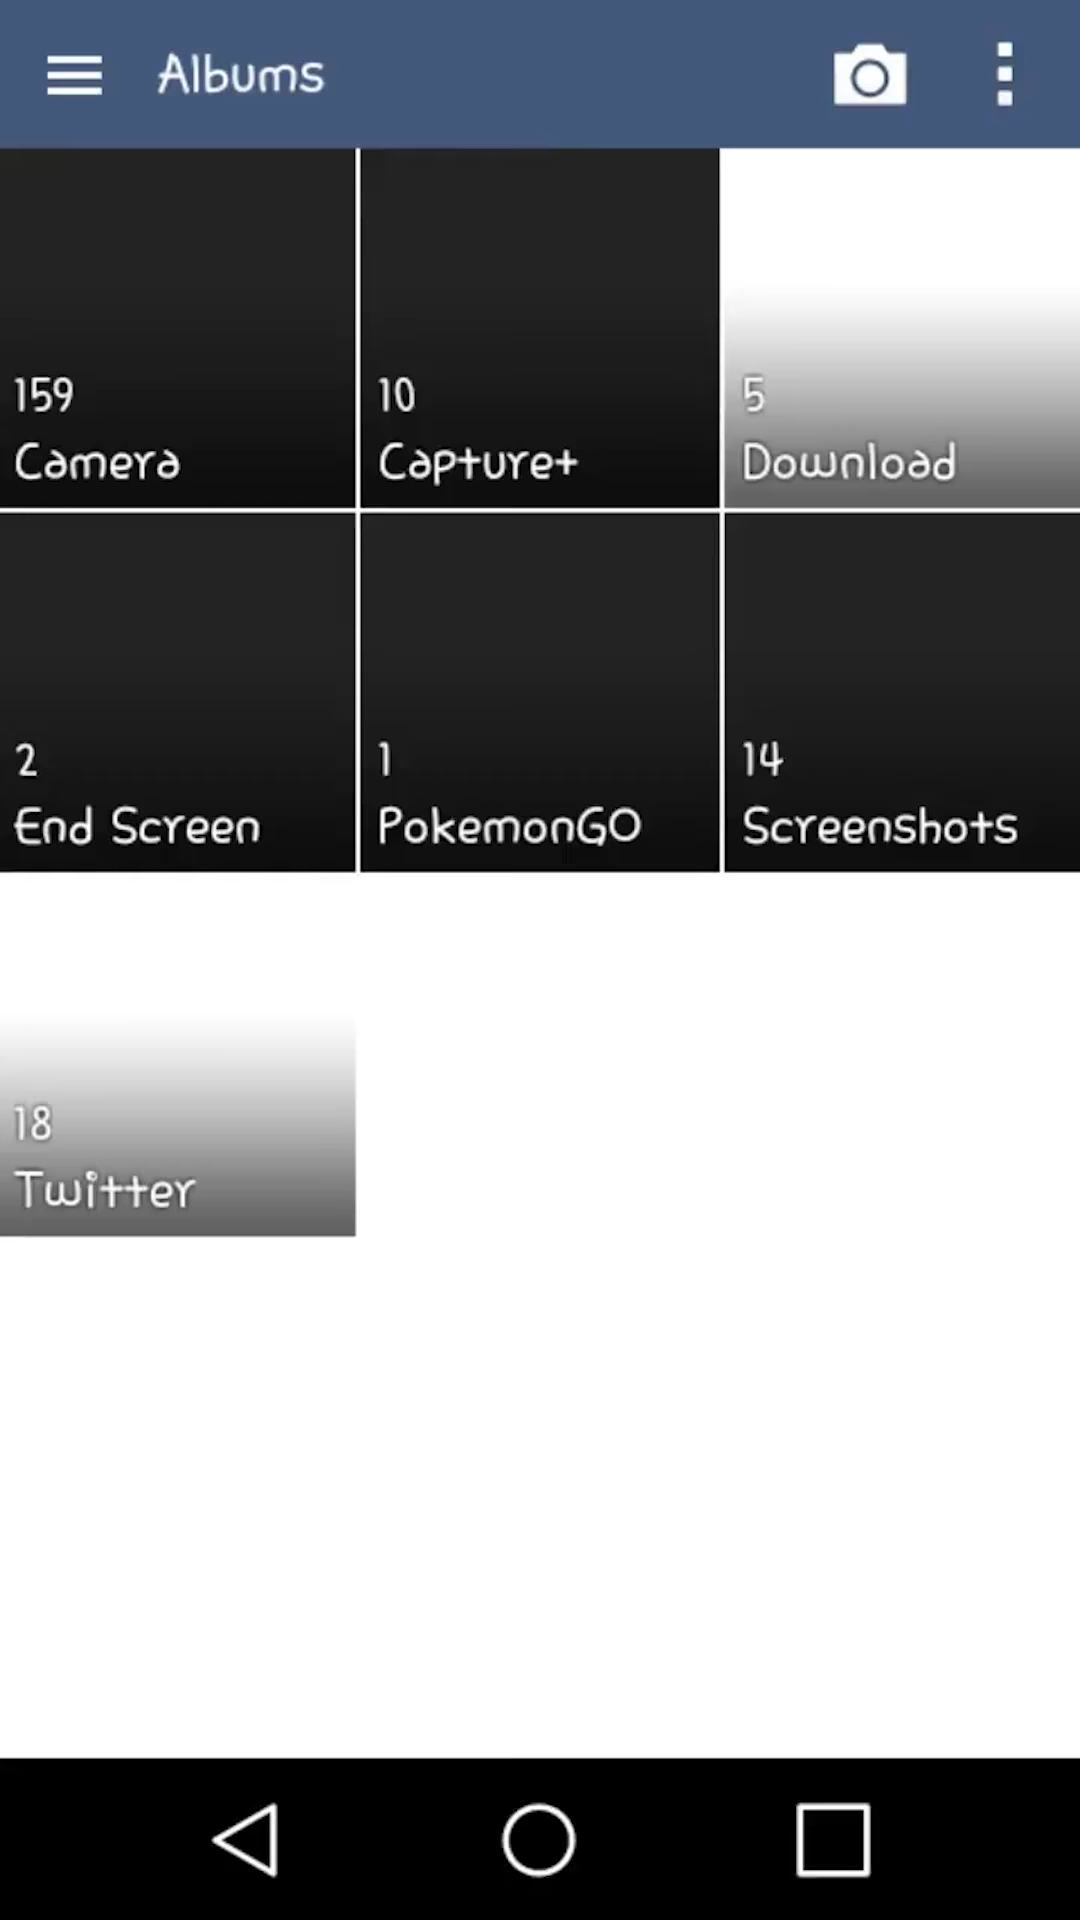 Albums
159
Camera
10
Capture+
5
Download
2
End Screen
1
PokemonGO
14
Screenshots
18
Twitter